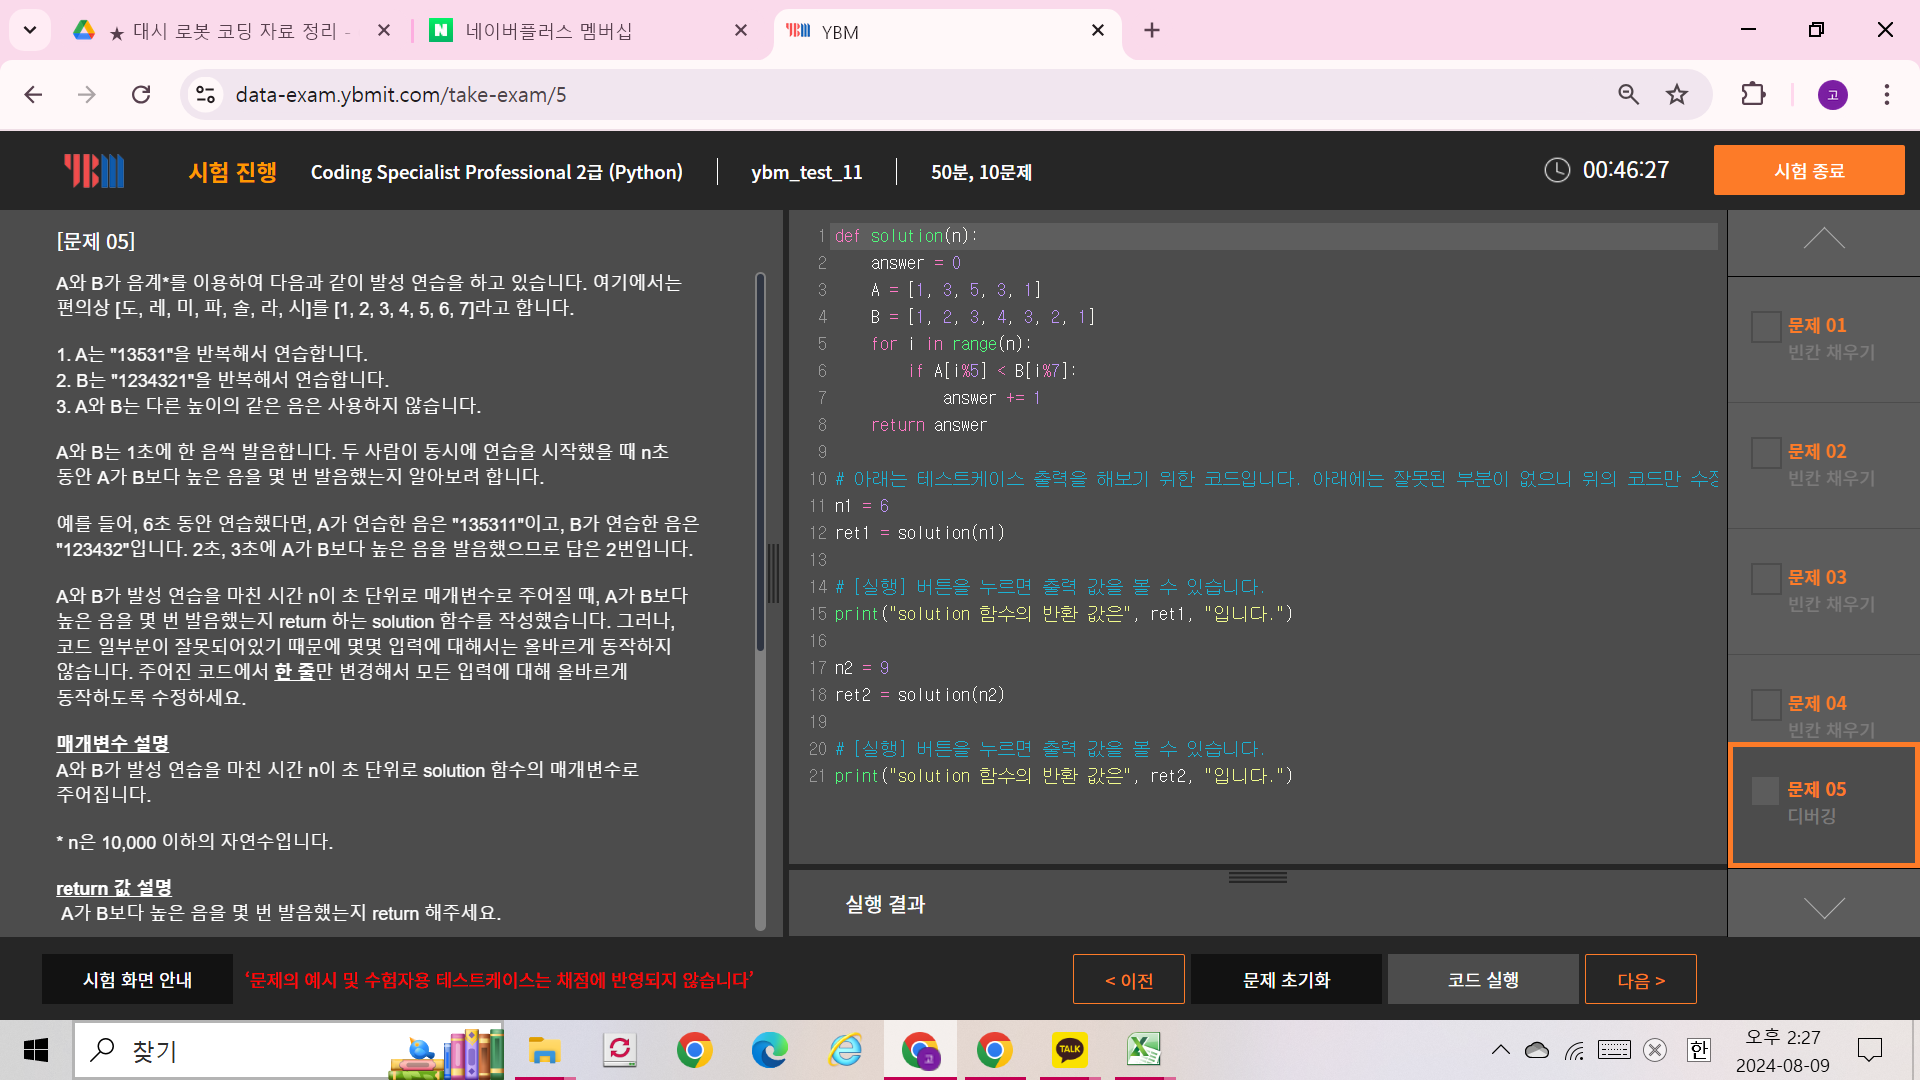 ★ 대시 로봇 코딩 자료 정리 -
네이버플러스 멤버십
YBM
data-exam.ybmit.com/take-exam/5
고
YBM
시험 진행
Coding Specialist Professional 2급 (Python)
ybm_test_11
50분, 10문제
00:46:27
시험 종료
[문제 05]
A와 B가 음계*를 이용하여 다음과 같이 발성 연습을 하고 있습니다. 여기에서는
편의상 [도, 레, 미, 파, 솔, 라, 시]를 [1, 2, 3, 4, 5, 6, 7]라고 합니다.
1. A는 "13531"을 반복해서 연습합니다.
2. B는 "1234321"을 반복해서 연습합니다.
3. A와 B는 다른 높이의 같은 음은 사용하지 않습니다.
A와 B는 1초에 한 음씩 발음합니다. 두 사람이 동시에 연습을 시작했을 때 n초
동안 A가 B보다 높은 음을 몇 번 발음했는지 알아보려 합니다.
예를 들어, 6초 동안 연습했다면, A가 연습한 음은 "135311"이고, B가 연습한 음은
"123432"입니다. 2초, 3초에 A가 B보다 높은 음을 발음했으므로 답은 2번입니다.
A와 B가 발성 연습을 마친 시간 n이 초 단위로 매개변수로 주어질 때, A가 B보다
높은 음을 몇 번 발음했는지 return 하는 solution 함수를 작성했습니다. 그러나,
코드 일부분이 잘못되어있기 때문에 몇몇 입력에 대해서는 올바르게 동작하지
않습니다. 주어진 코드에서 한 줄만 변경해서 모든 입력에 대해 올바르게
동작하도록 수정하세요.
매개변수 설명
A와 B가 발성 연습을 마친 시간 n이 초 단위로 solution 함수의 매개변수로
주어집니다.
* n은 10,000 이하의 자연수입니다.
return 값 설명
A가 B보다 높은 음을 몇 번 발음했는지 return 해주세요.
1 def solution(n):
2 answer = 0
3 A = [1, 3, 5, 3, 1]
4 B = [1, 2, 3, 4, 3, 2, 1]
5 for i in range(n):
6 if A[i%5] < B[i%7]:
7 answer += 1
8 return answer
9
10 # 아래는 테스트케이스 출력을 해보기 위한 코드입니다. 아래에는 잘못된 부분이 없으니 위의 코드만 수정
11 n1 = 6
12 ret1 = solution(n1)
13
14 # [실행] 버튼을 누르면 출력 값을 볼 수 있습니다.
15 print("solution 함수의 반환 값은", ret1, "입니다.")
16
17 n2 = 9
18 ret2 = solution(n2)
19
20 # [실행] 버튼을 누르면 출력 값을 볼 수 있습니다.
21 print("solution 함수의 반환 값은", ret2, "입니다.")
실행 결과
문제 01
빈칸 채우기
문제 02
빈칸 채우기
문제 03
빈칸 채우기
문제 04
빈칸 채우기
문제 05
디버깅
시험 화면 안내
‘문제의 예시 및 수험자용 테스트케이스는 채점에 반영되지 않습니다’
< 이전
문제 초기화
코드 실행
다음 >
찾기
고
TALK
한
오후 2:27
2024-08-09